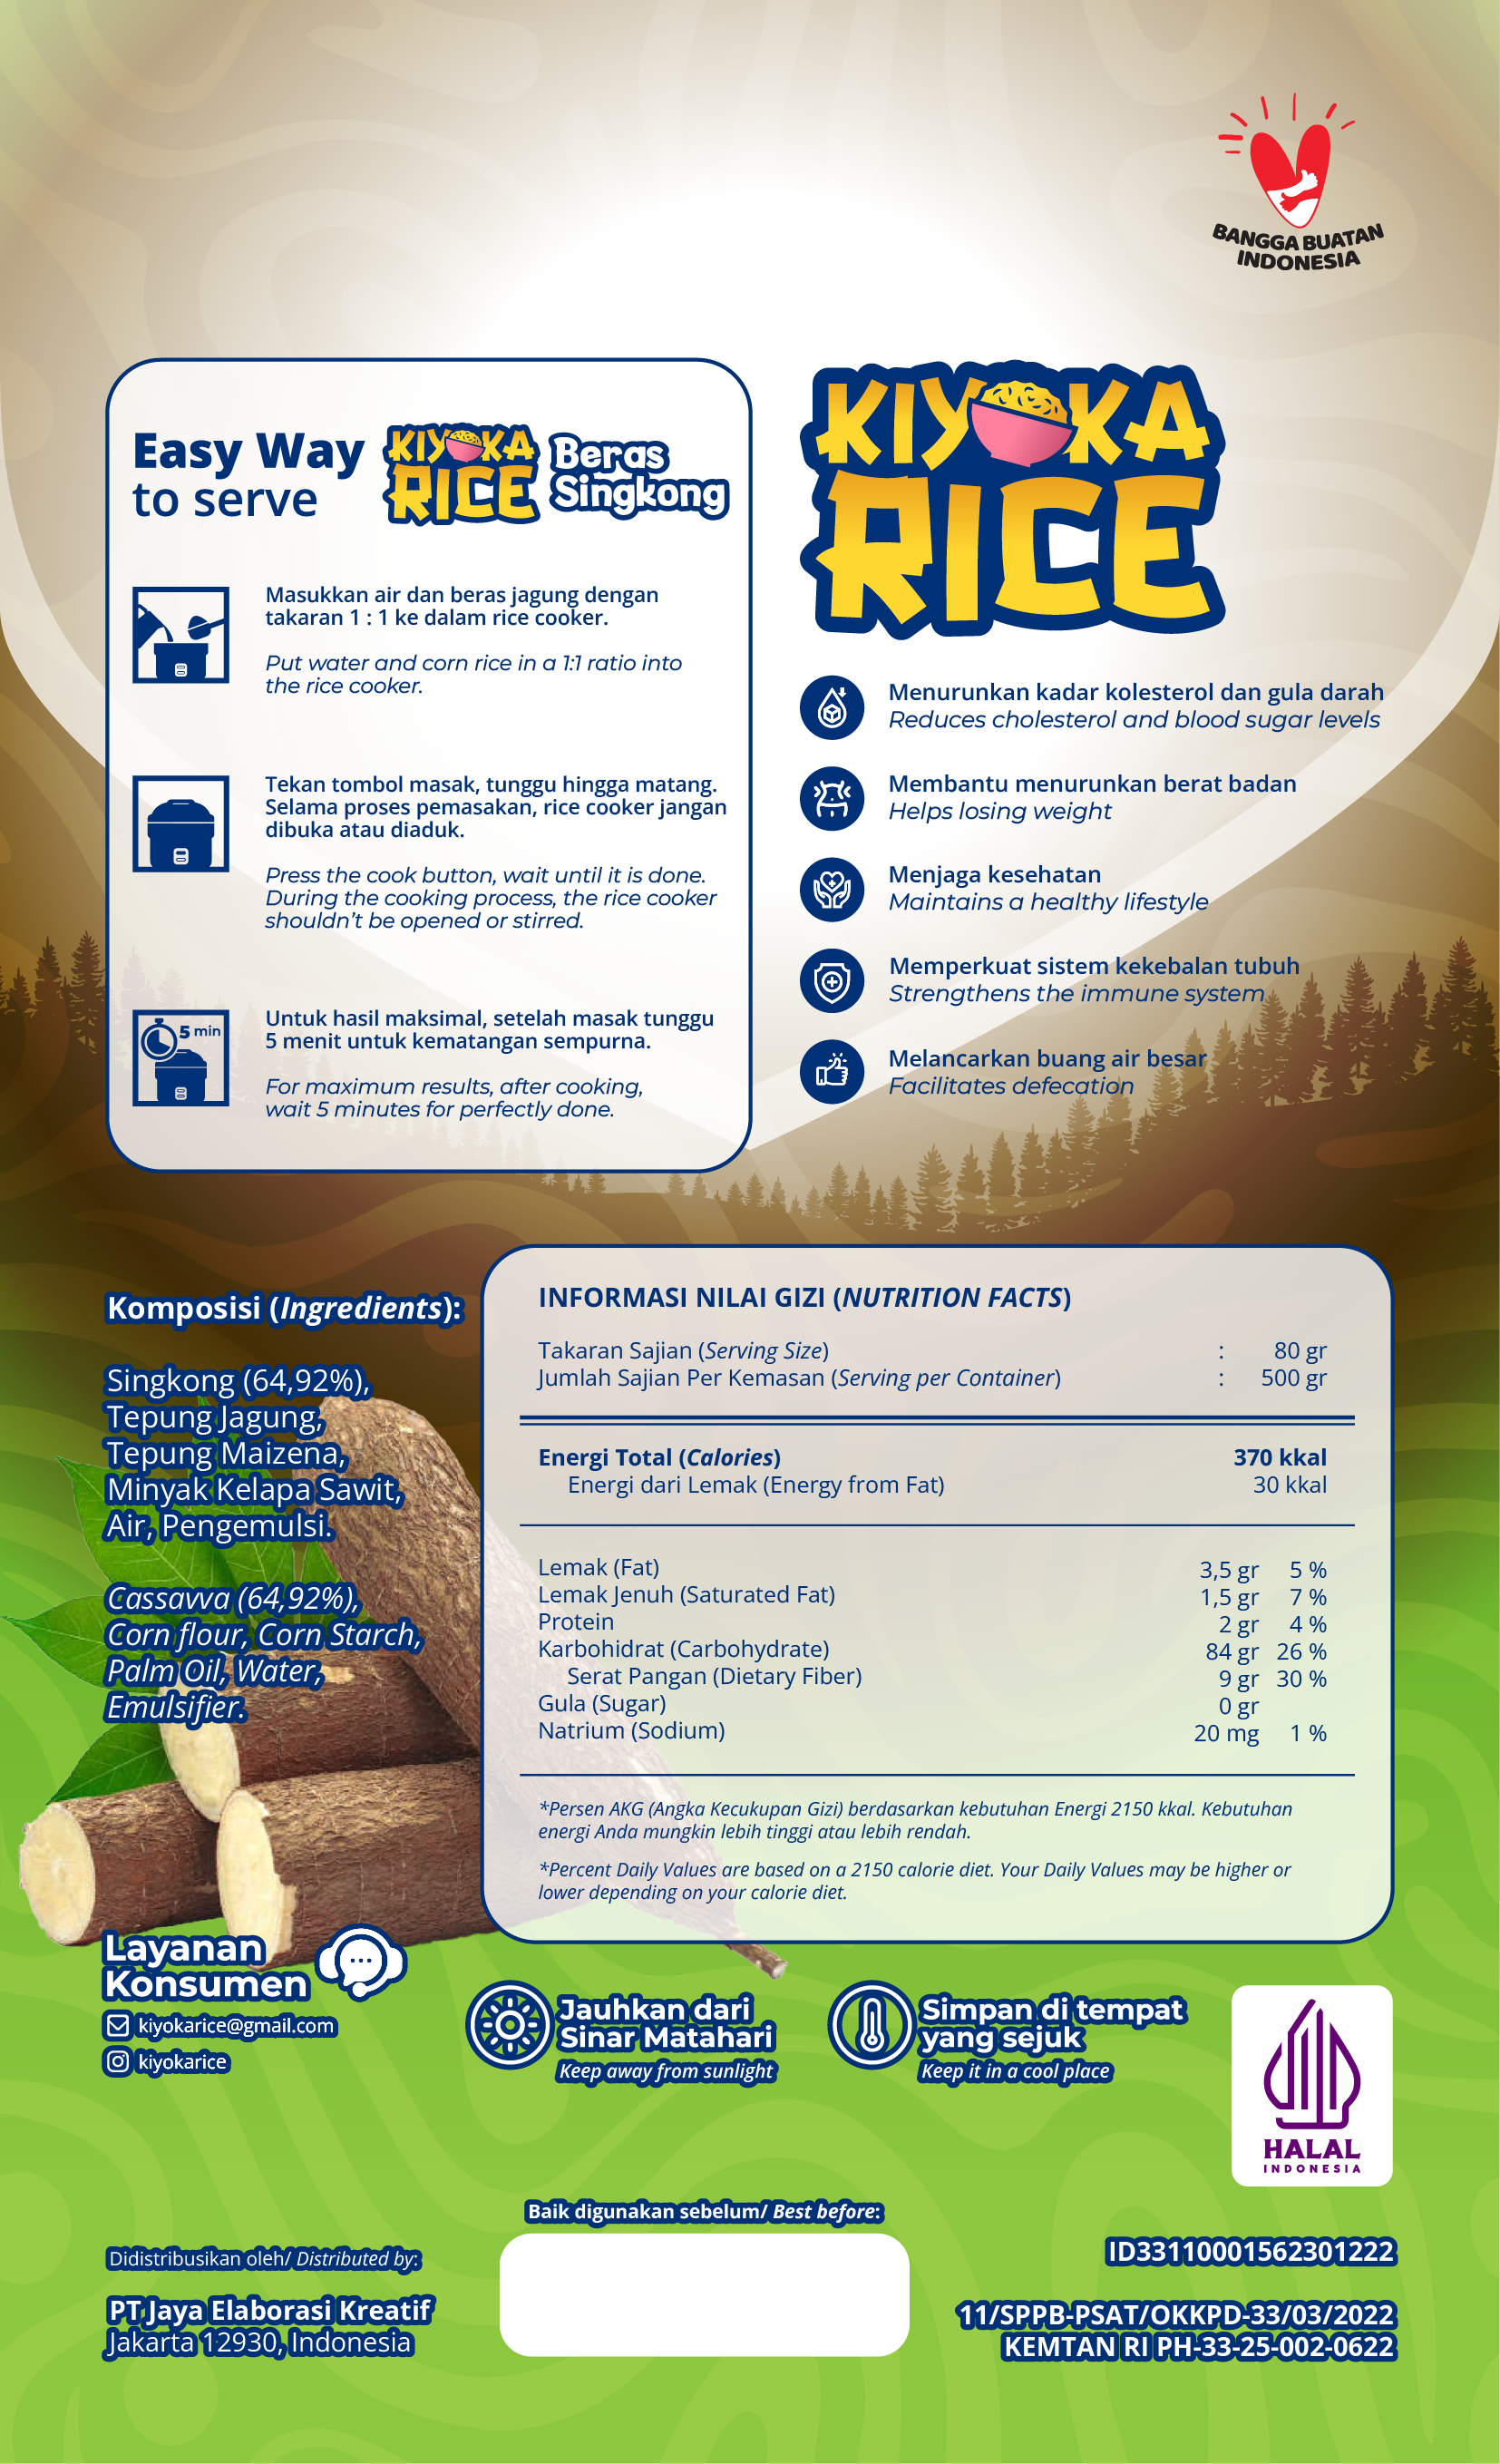 BANGGA BUATAN
INDONESIA
Easy Way
to serve
KIYOKA
RICE
Beras
Singkong
Masukkan air dan beras jagung dengan
takaran 1 : 1 ke dalam rice cooker.
Put water and corn rice in a 1:1 ratio into
the rice cooker.
Tekan tombol masak, tunggu hingga matang.
Selama proses pemasakan, rice cooker jangan
dibuka atau diaduk.
Press the cook button, wait until it is done.
During the cooking process, the rice cooker
shouldn't be opened or stirred.
5 min
Untuk hasil maksimal, setelah masak tunggu
5 menit untuk kematangan sempurna.
For maximum results, after cooking,
wait 5 minutes for perfectly done.
KIYOKA
RICE
Menurunkan kadar kolesterol dan gula darah
Reduces cholesterol and blood sugar levels
Membantu menurunkan berat badan
Helps losing weight
Menjaga kesehatan
Maintains a healthy lifestyle
Memperkuat sistem kekebalan tubuh
Strengthens the immune system
Melancarkan buang air besar
Facilitates defecation
Komposisi (Ingredients):
Singkong (64,92%),
Tepung Jagung,
Tepung Maizena,
Minyak Kelapa Sawit,
Air, Pengemulsi.
Cassavva (64,92%),
Corn flour, Corn Starch,
Palm Oil, Water,
Emulsifier.
INFORMASI NILAI GIZI (NUTRITION FACTS)
Takaran Sajian (Serving Size) : 80 gr
Jumlah Sajian Per Kemasan (Serving per Container) : 500 gr
Energi Total (Calories) 370 kkal
Energi dari Lemak (Energy from Fat) 30 kkal
Lemak (Fat) 3,5 gr 5 %
Lemak Jenuh (Saturated Fat) 1,5 gr 7 %
Protein 2 gr 4 %
Karbohidrat (Carbohydrate) 84 gr 26 %
Serat Pangan (Dietary Fiber) 9 gr 30 %
Gula (Sugar) 0 gr
Natrium (Sodium) 20 mg 1 %
*Persen AKG (Angka Kecukupan Gizi) berdasarkan kebutuhan Energi 2150 kkal. Kebutuhan
energi Anda mungkin lebih tinggi atau lebih rendah.
*Percent Daily Values are based on a 2150 calorie diet. Your Daily Values may be higher or
lower depending on your calorie diet.
Layanan
Konsumen
kiyokarice@gmail.com
kiyokarice
Jauhkan dari
Sinar Matahari
Keep away from sunlight
Simpan di tempat
yang sejuk
Keep it in a cool place
HALAL
INDONESIA
Baik digunakan sebelum/ Best before:
Didistribusikan oleh/ Distributed by:
PT Jaya Elaborasi Kreatif
Jakarta 12930, Indonesia
ID33110001562301222
11/SPPB-PSAT/OKKPD-33/03/2022
KEMTAN RI PH-33-25-002-0622